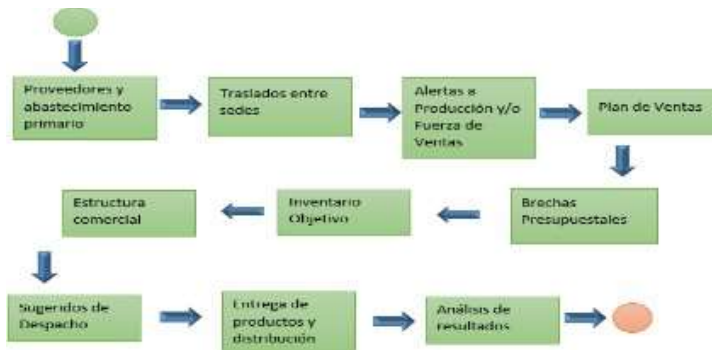 Proveedores y
abastecimiento
primario
Traslados entre
sedes
Alertas a
Producción y/o
Fuerza de
Ventas
Plan de Ventas
Estructura
comercial
Inventario
Objetivo
Brechas
Presupuestales
Sugeridos de
Despacho
Entrega de
productos y
distribución
Análisis de
resultados